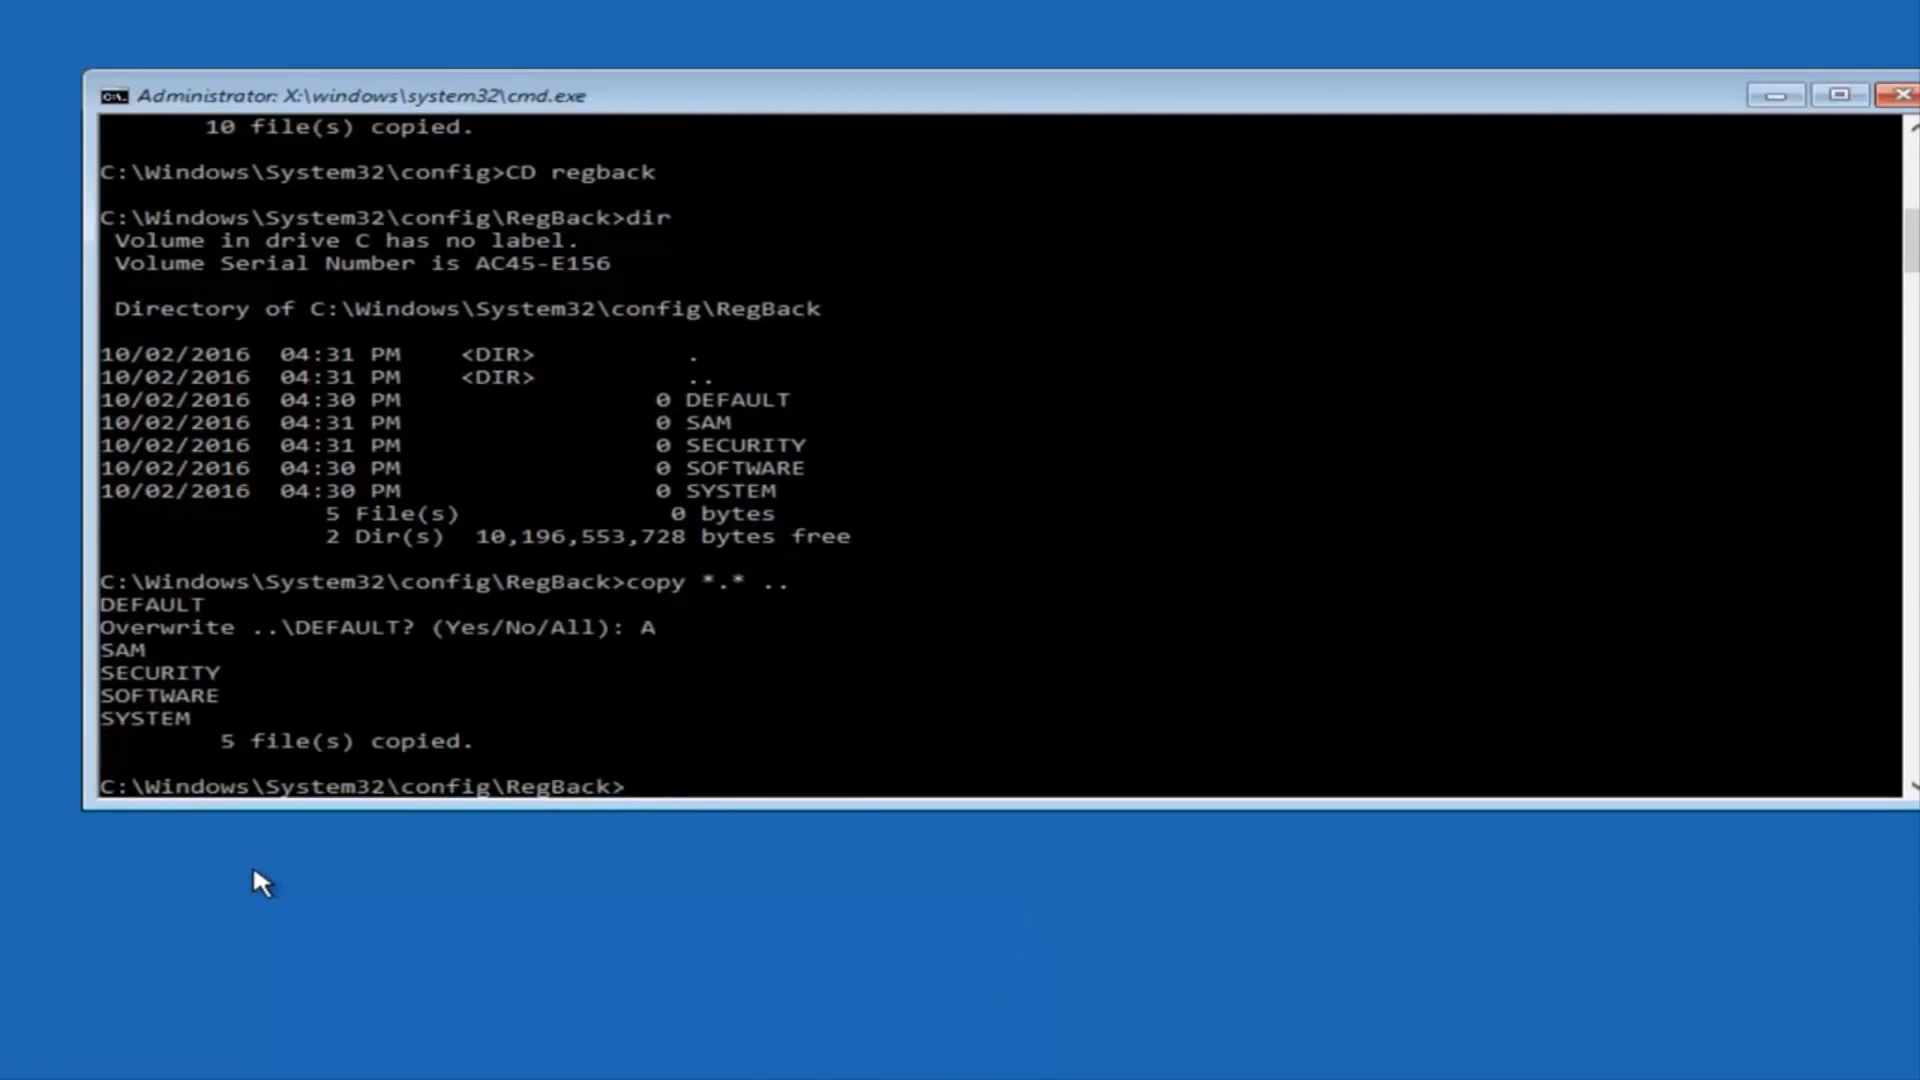 Administrator: X:\windows\system32\cmd.exe
10 file(s) copied.
C:\Windows\System32\config>CD regback
C:\Windows\System32\config\RegBack>dir
Volume in drive C has no label.
Volume Serial Number is AC45-E156
Directory of C:\Windows\System32\config\RegBack
10/02/2016  04:31 PM    <DIR>          .
10/02/2016  04:31 PM    <DIR>          ..
10/02/2016  04:30 PM                 0 DEFAULT
10/02/2016  04:31 PM                 0 SAM
10/02/2016  04:31 PM                 0 SECURITY
10/02/2016  04:30 PM                 0 SOFTWARE
10/02/2016  04:30 PM                 0 SYSTEM
5 File(s)              0 bytes
2 Dir(s)  10,196,553,728 bytes free
C:\Windows\System32\config\RegBack>copy *.* ..
DEFAULT
Overwrite ..\DEFAULT? (Yes/No/All): A
SAM
SECURITY
SOFTWARE
SYSTEM
5 file(s) copied.
C:\Windows\System32\config\RegBack>